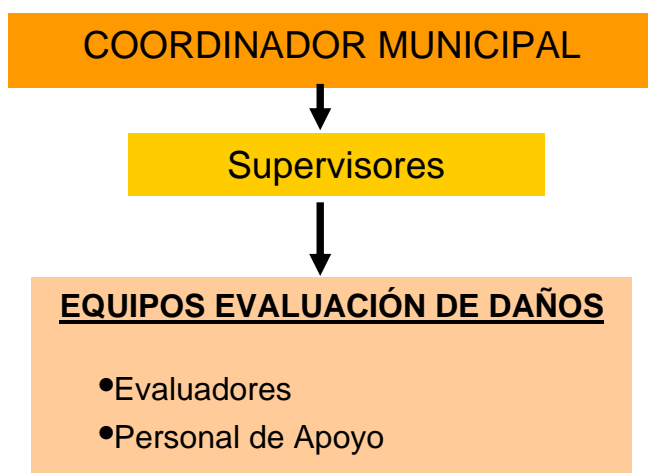 COORDINADOR MUNICIPAL
Supervisores
EQUIPOS EVALUACIÓN DE DAÑOS
•Evaluadores
•Personal de Apoyo